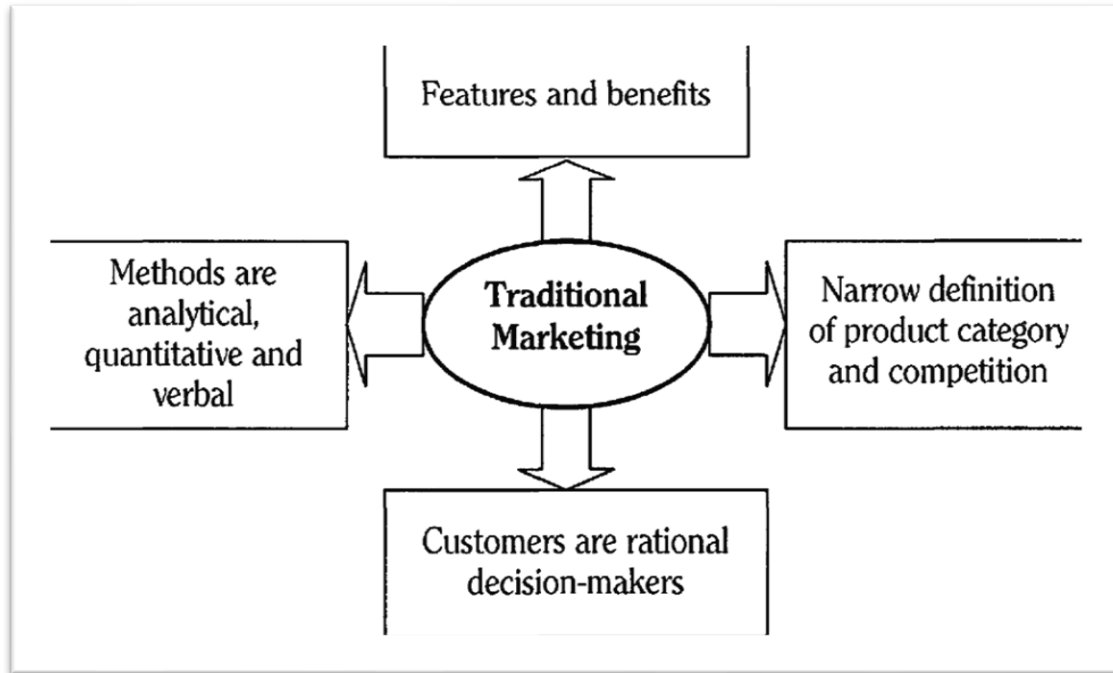 Features and benefits
Methods are
analytical,
quantitative and
verbal
Traditional
Marketing
Narrow definition
of product category
and competition
Customers are rational
decision-makers